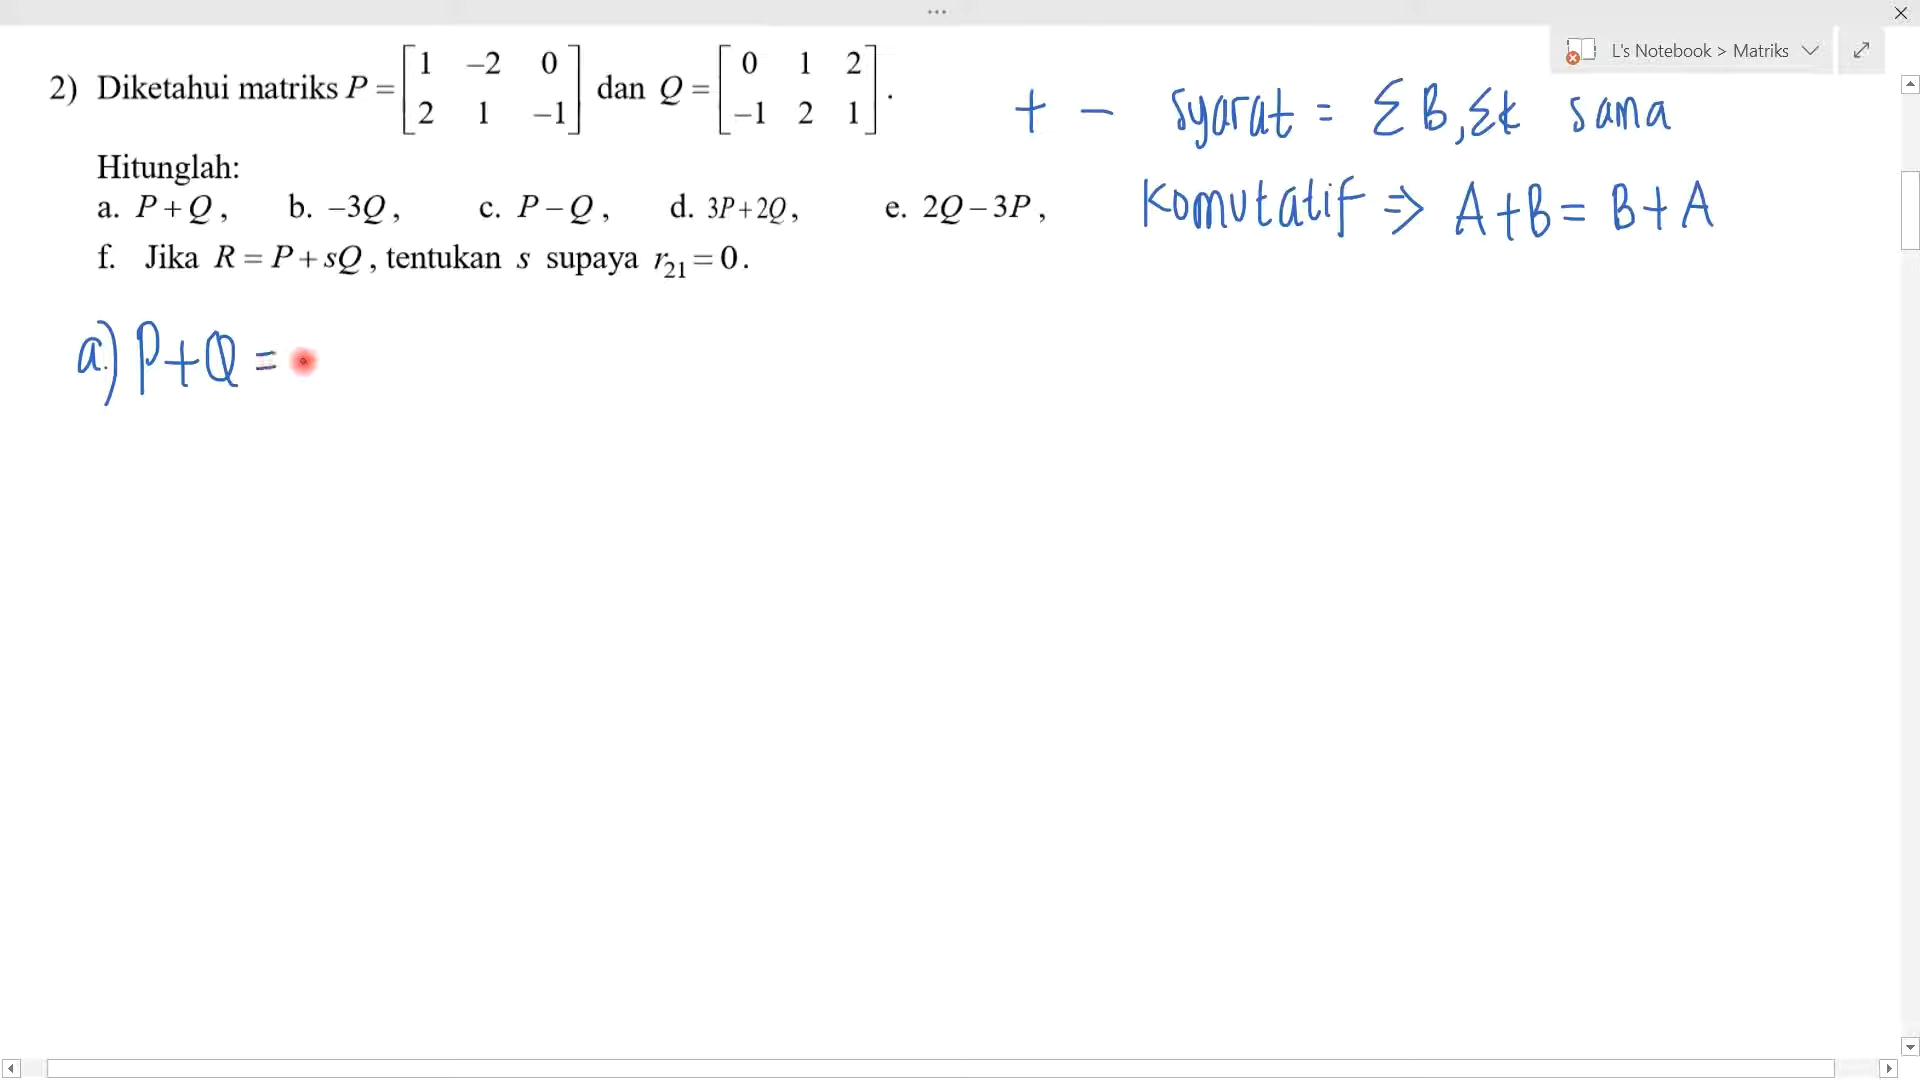 L's Notebook > Matriks
2) Diketahui matriks P = [1 −2 0; 2 1 −1] dan Q = [0 1 2; −1 2 1].
+ − Syarat = ΣB, Σk sama
Hitunglah:
Komutatif => A+B = B+A
a. P+Q, b. −3Q, c. P−Q, d. 3P+2Q, e. 2Q−3P,
f. Jika R = P+sQ, tentukan s supaya r₂₁ = 0.
a) P+Q =